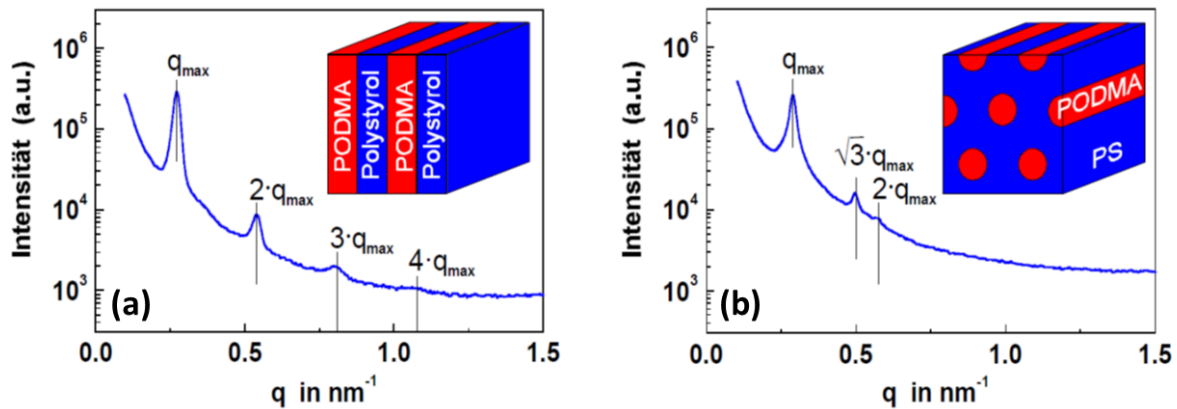 Intensität (a.u.)
10⁶
10⁵
10⁴
10³
q_max
2·q_max
3·q_max
4·q_max
PODMA
Polystyrol
PODMA
Polystyrol
(a)
0.0 0.5 1.0 1.5
q in nm⁻¹
Intensität (a.u.)
10⁶
10⁵
10⁴
10³
q_max
√3·q_max
2·q_max
PODMA
PS
(b)
0.0 0.5 1.0 1.5
q in nm⁻¹